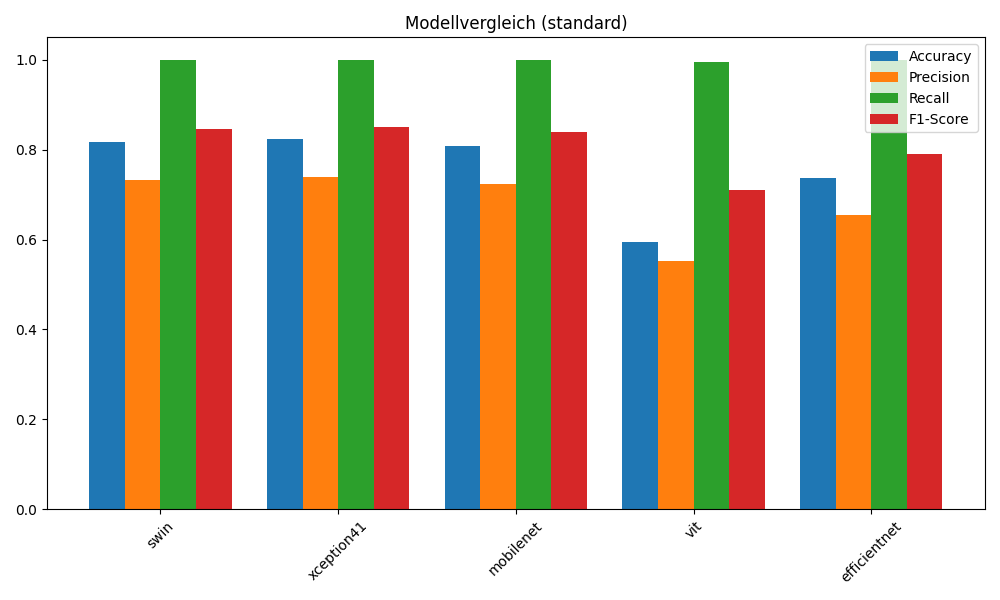 Modellvergleich (standard)
Accuracy
Precision
Recall
F1-Score
1.0
0.8
0.6
0.4
0.2
0.0
swin
xception41
mobilenet
vit
efficientnet